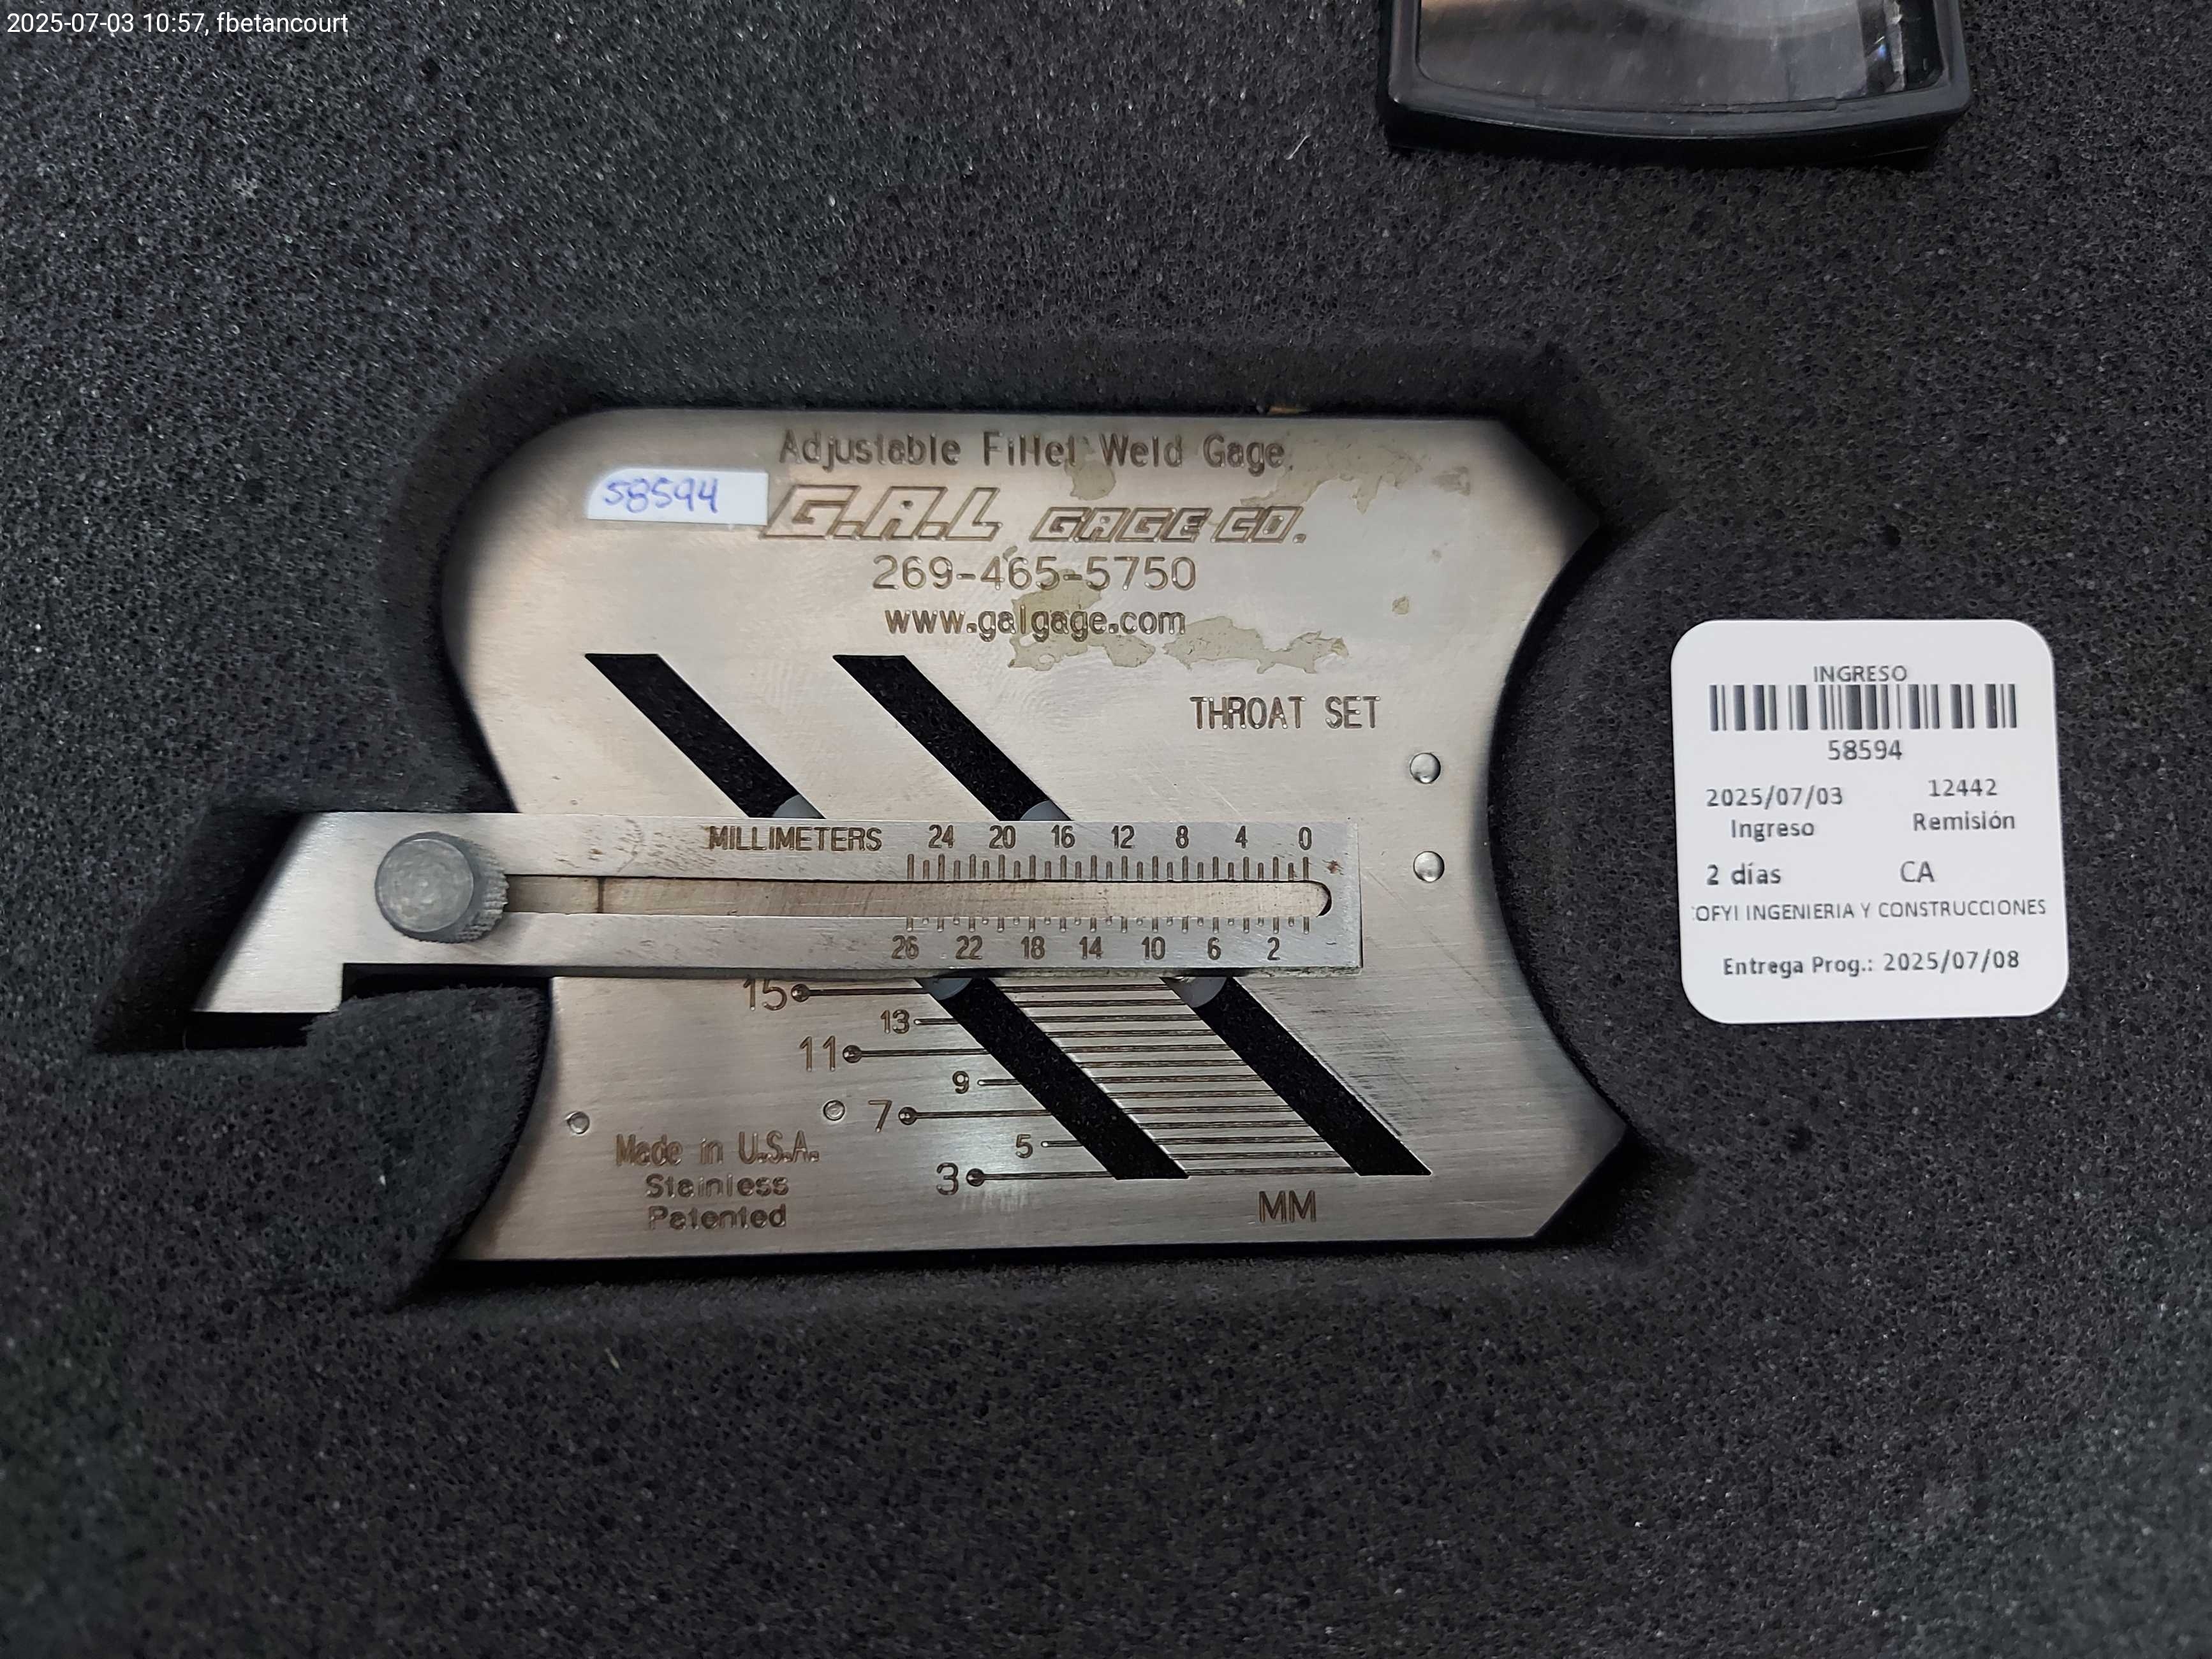 2025-07-03 10:57, fbetancourt
Adjustable Fillet Weld Gage
58594
G.A.L GAGE CO.
269-465-5750
www.galgage.com
THROAT SET
MILLIMETERS 24 20 16 12 8 4 0
26 22 18 14 10 6 2
15
13
11
9
7
5
3
MM
Made in U.S.A.
Stainless
Patented
INGRESO
58594
2025/07/03 12442
Ingreso Remisión
2 días CA
OFYI INGENIERIA Y CONSTRUCCIONES
Entrega Prog.: 2025/07/08